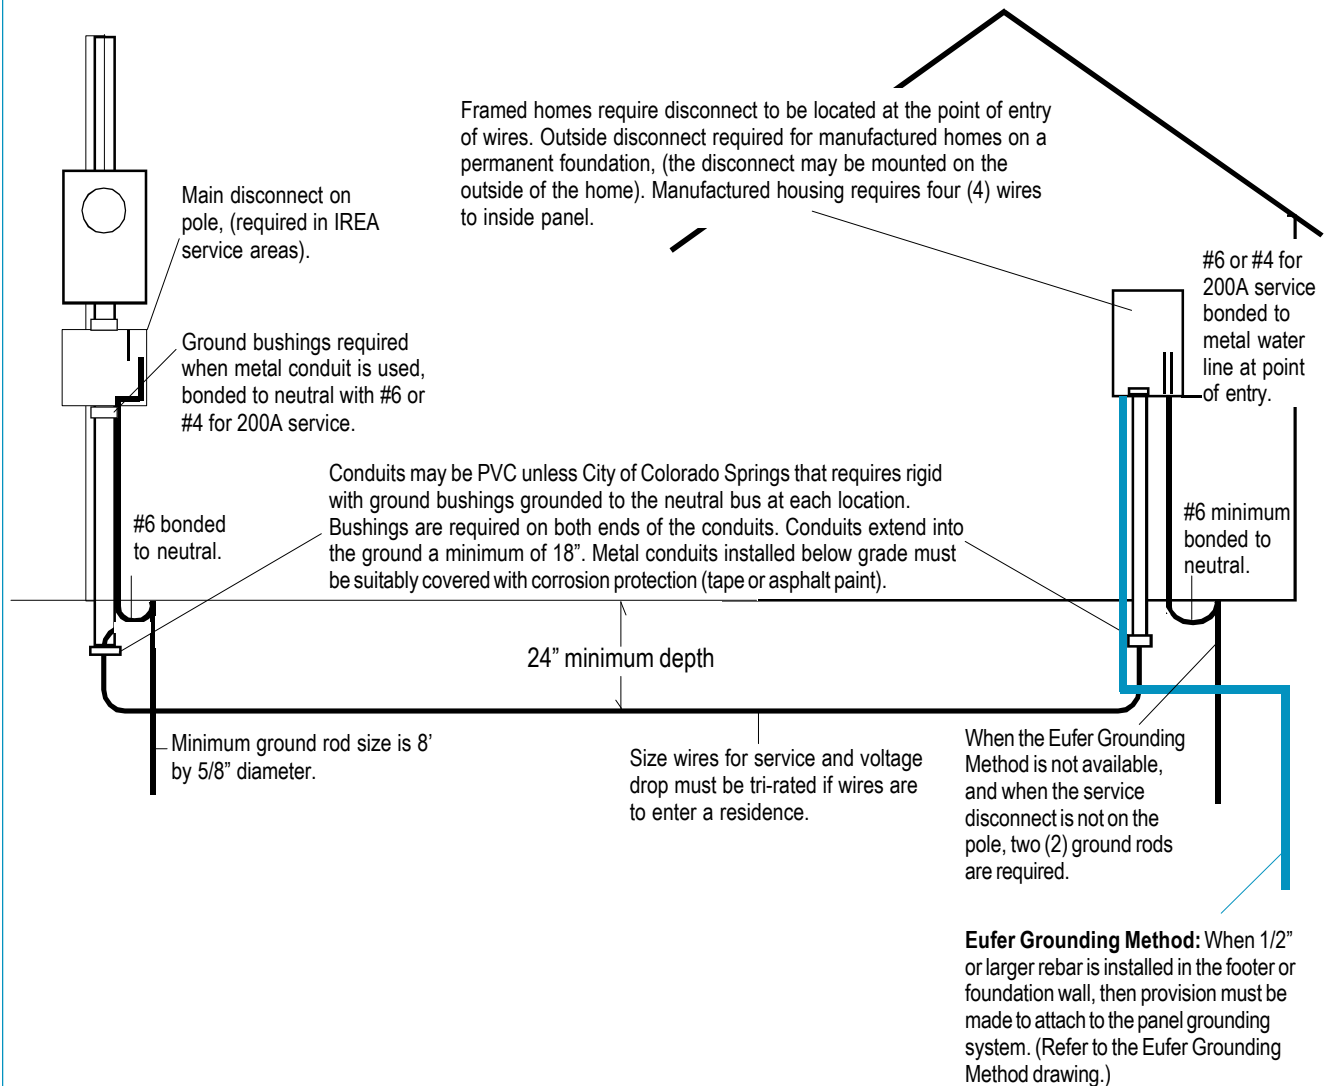 Framed homes require disconnect to be located at the point of entry
of wires. Outside disconnect required for manufactured homes on a
permanent foundation, (the disconnect may be mounted on the
outside of the home). Manufactured housing requires four (4) wires
to inside panel.
Main disconnect on
pole, (required in IREA
service areas).
#6 or #4 for
200A service
bonded to
metal water
line at point
of entry.
Ground bushings required
when metal conduit is used,
bonded to neutral with #6 or
#4 for 200A service.
Conduits may be PVC unless City of Colorado Springs that requires rigid
with ground bushings grounded to the neutral bus at each location.
Bushings are required on both ends of the conduits. Conduits extend into
the ground a minimum of 18”. Metal conduits installed below grade must
be suitably covered with corrosion protection (tape or asphalt paint).
#6 bonded
to neutral.
#6 minimum
bonded to
neutral.
24” minimum depth
Minimum ground rod size is 8’
by 5/8” diameter.
Size wires for service and voltage
drop must be tri-rated if wires are
to enter a residence.
When the Eufer Grounding
Method is not available,
and when the service
disconnect is not on the
pole, two (2) ground rods
are required.
Eufer Grounding Method: When 1/2”
or larger rebar is installed in the footer or
foundation wall, then provision must be
made to attach to the panel grounding
system. (Refer to the Eufer Grounding
Method drawing.)